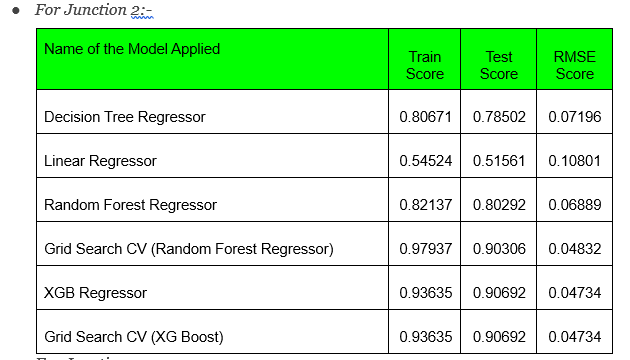 For Junction 2:-
Name of the Model Applied
Train Score
Test Score
RMSE Score
Decision Tree Regressor 0.80671 0.78502 0.07196
Linear Regressor 0.54524 0.51561 0.10801
Random Forest Regressor 0.82137 0.80292 0.06889
Grid Search CV (Random Forest Regressor) 0.97937 0.90306 0.04832
XGB Regressor 0.93635 0.90692 0.04734
Grid Search CV (XG Boost) 0.93635 0.90692 0.04734